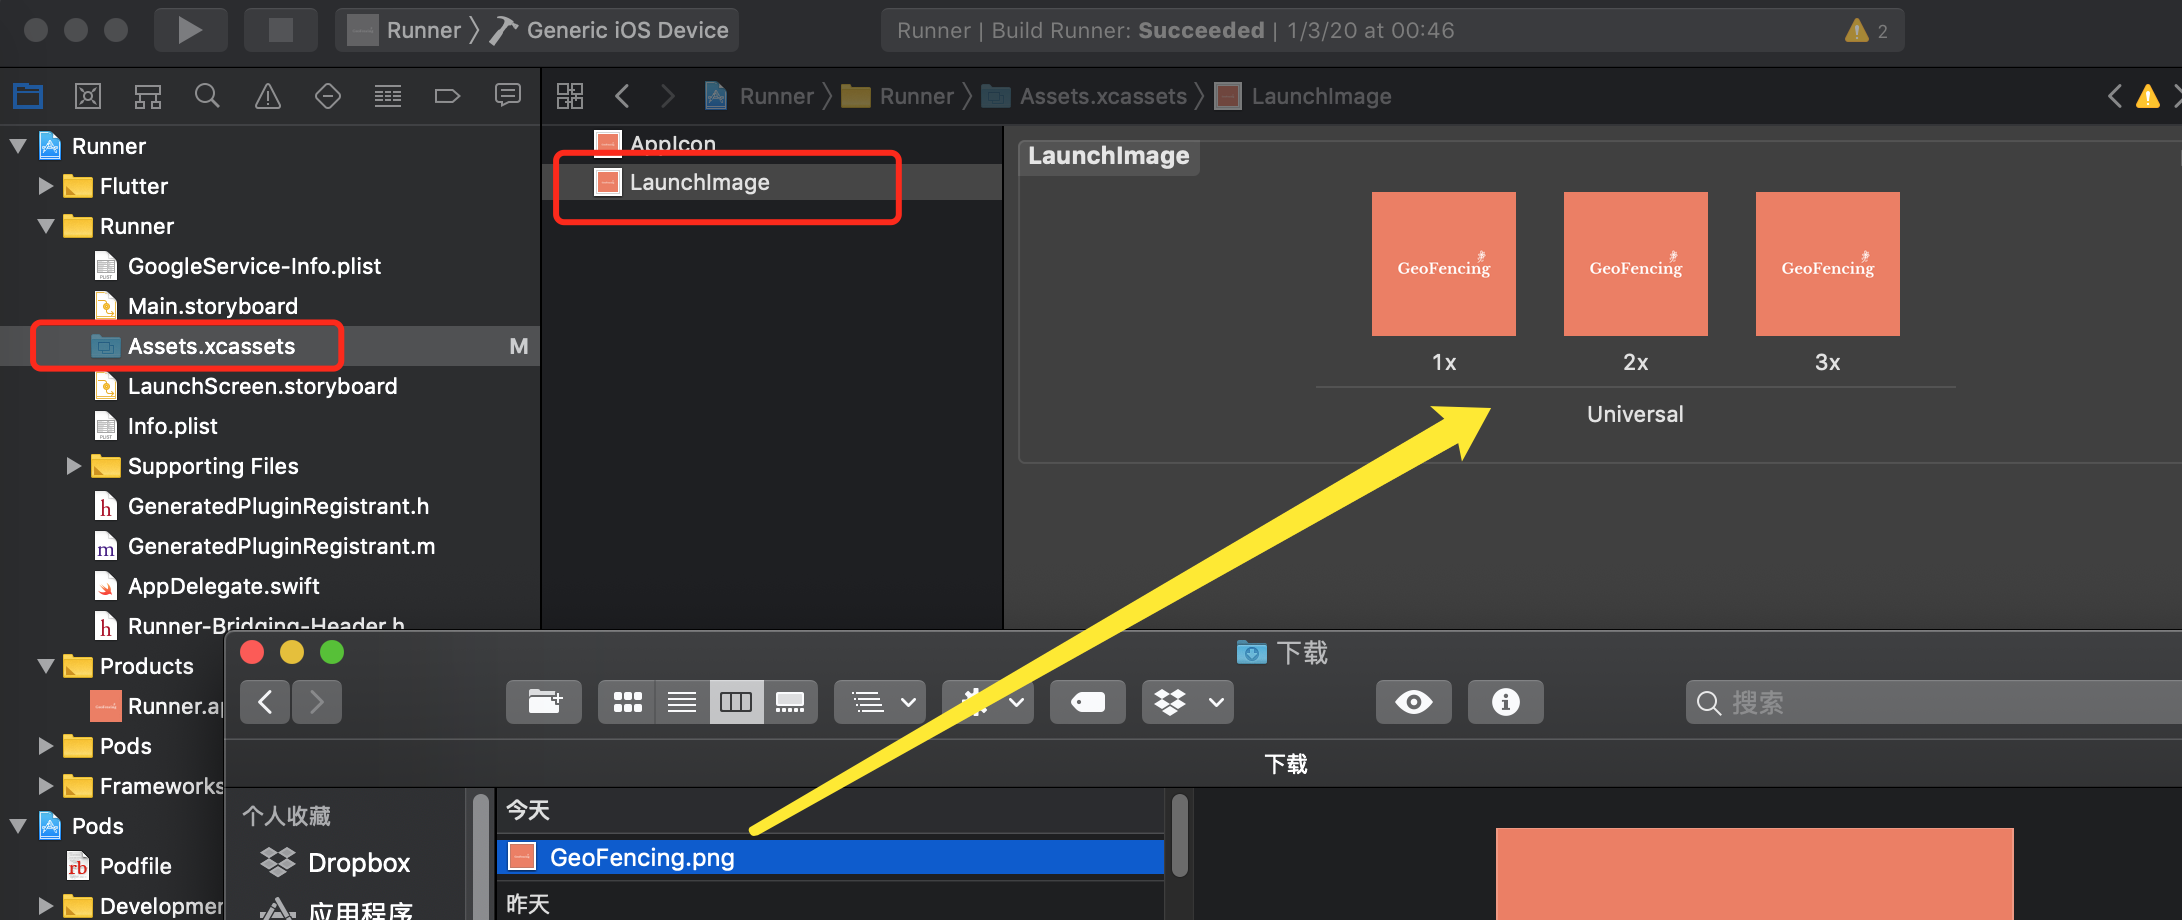 Runner 〉 Generic iOS Device
Runner | Build Runner: Succeeded | 1/3/20 at 00:46
2
Runner 〉 Runner 〉 Assets.xcassets 〉 LaunchImage
Runner
Flutter
Runner
GoogleService-Info.plist
Main.storyboard
Assets.xcassets
M
LaunchScreen.storyboard
Info.plist
Supporting Files
GeneratedPluginRegistrant.h
GeneratedPluginRegistrant.m
AppDelegate.swift
Runner-Bridging-Header.h
Products
Runner.ap
Pods
Frameworks
Pods
Podfile
Developmen
AppIcon
LaunchImage
LaunchImage
GeoFencing
GeoFencing
GeoFencing
1x
2x
3x
Universal
下载
搜索
下载
个人收藏
Dropbox
应用程序
今天
GeoFencing.png
昨天